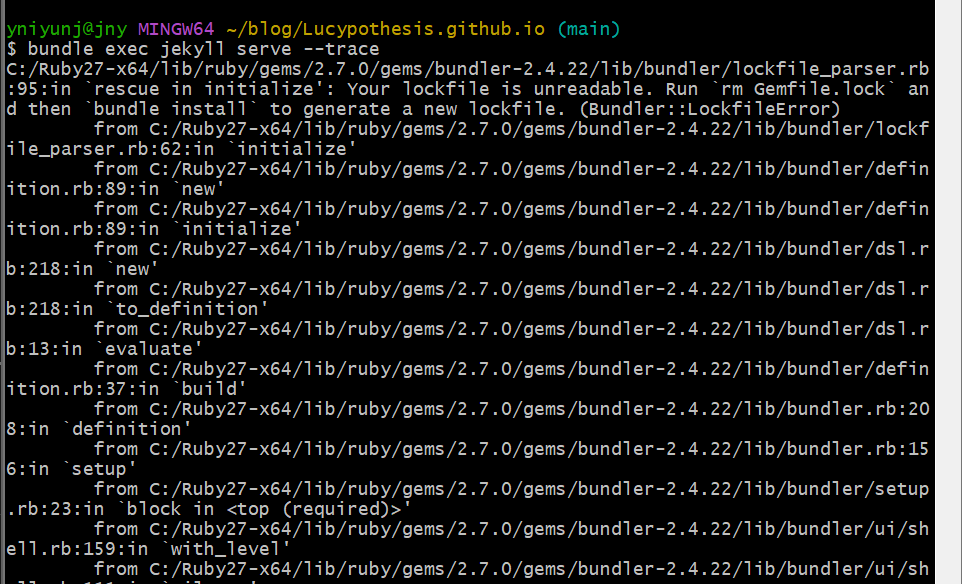 yniyunj@jny MINGW64 ~/blog/Lucypothesis.github.io (main)
$ bundle exec jekyll serve --trace
C:/Ruby27-x64/lib/ruby/gems/2.7.0/gems/bundler-2.4.22/lib/bundler/lockfile_parser.rb
:95:in `rescue in initialize': Your lockfile is unreadable. Run `rm Gemfile.lock` an
d then `bundle install` to generate a new lockfile. (Bundler::LockfileError)
        from C:/Ruby27-x64/lib/ruby/gems/2.7.0/gems/bundler-2.4.22/lib/bundler/lockf
ile_parser.rb:62:in `initialize'
        from C:/Ruby27-x64/lib/ruby/gems/2.7.0/gems/bundler-2.4.22/lib/bundler/defin
ition.rb:89:in `new'
        from C:/Ruby27-x64/lib/ruby/gems/2.7.0/gems/bundler-2.4.22/lib/bundler/defin
ition.rb:89:in `initialize'
        from C:/Ruby27-x64/lib/ruby/gems/2.7.0/gems/bundler-2.4.22/lib/bundler/dsl.r
b:218:in `new'
        from C:/Ruby27-x64/lib/ruby/gems/2.7.0/gems/bundler-2.4.22/lib/bundler/dsl.r
b:218:in `to_definition'
        from C:/Ruby27-x64/lib/ruby/gems/2.7.0/gems/bundler-2.4.22/lib/bundler/dsl.r
b:13:in `evaluate'
        from C:/Ruby27-x64/lib/ruby/gems/2.7.0/gems/bundler-2.4.22/lib/bundler/defin
ition.rb:37:in `build'
        from C:/Ruby27-x64/lib/ruby/gems/2.7.0/gems/bundler-2.4.22/lib/bundler.rb:20
8:in `definition'
        from C:/Ruby27-x64/lib/ruby/gems/2.7.0/gems/bundler-2.4.22/lib/bundler.rb:15
6:in `setup'
        from C:/Ruby27-x64/lib/ruby/gems/2.7.0/gems/bundler-2.4.22/lib/bundler/setup
.rb:23:in `block in <top (required)>'
        from C:/Ruby27-x64/lib/ruby/gems/2.7.0/gems/bundler-2.4.22/lib/bundler/ui/sh
ell.rb:159:in `with_level'
        from C:/Ruby27-x64/lib/ruby/gems/2.7.0/gems/bundler-2.4.22/lib/bundler/ui/sh